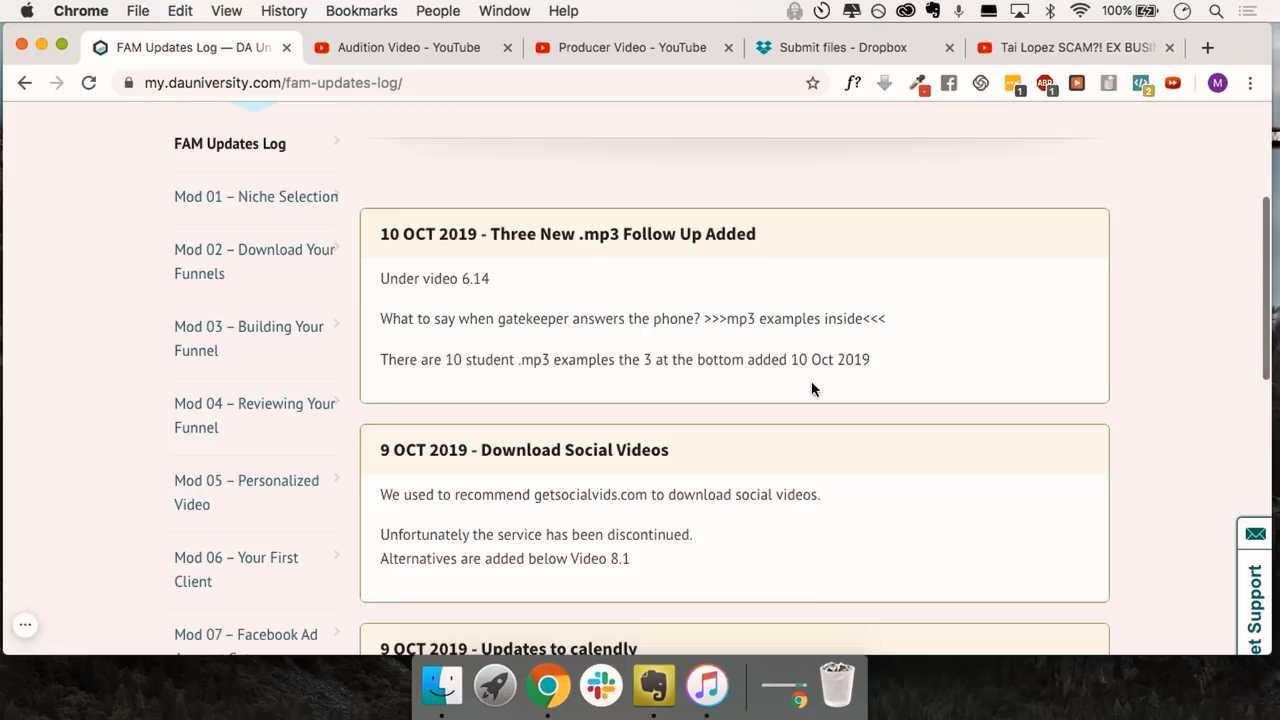 Chrome File Edit View History Bookmarks People Window Help 100%
FAM Updates Log — DA Un
Audition Video - YouTube
Producer Video - YouTube
Submit files - Dropbox
Tai Lopez SCAM?! EX BUSI
my.dauniversity.com/fam-updates-log/
f?
1
ABP
1
2
M
FAM Updates Log
Mod 01 – Niche Selection
Mod 02 – Download Your
Funnels
Mod 03 – Building Your
Funnel
Mod 04 – Reviewing Your
Funnel
Mod 05 – Personalized
Video
Mod 06 – Your First
Client
Mod 07 – Facebook Ad
10 OCT 2019 - Three New .mp3 Follow Up Added
Under video 6.14
What to say when gatekeeper answers the phone? >>>mp3 examples inside<<<
There are 10 student .mp3 examples the 3 at the bottom added 10 Oct 2019
9 OCT 2019 - Download Social Videos
We used to recommend getsocialvids.com to download social videos.
Unfortunately the service has been discontinued.
Alternatives are added below Video 8.1
9 OCT 2019 - Updates to calendly
et Support